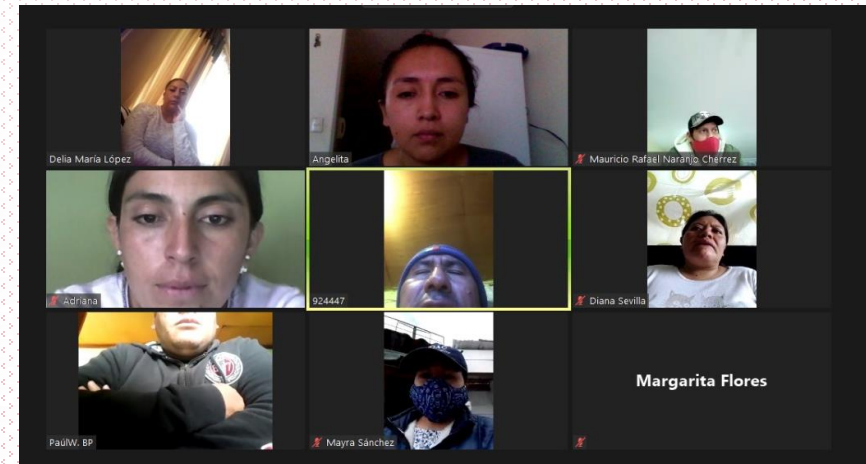 Delia María López
Angelita
Mauricio Rafael Naranjo Cherrez
Adriana
924447
Diana Sevilla
PaúlW. BP
Mayra Sánchez
Margarita Flores